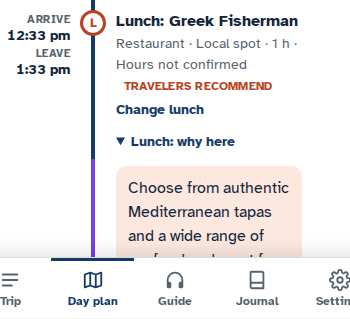 ARRIVE
12:33 pm
LEAVE
1:33 pm
L
Lunch: Greek Fisherman
Restaurant · Local spot · 1 h ·
Hours not confirmed
TRAVELERS RECOMMEND
Change lunch
▼ Lunch: why here
Choose from authentic
Mediterranean tapas
and a wide range of
Trip
Day plan
Guide
Journal
Settin